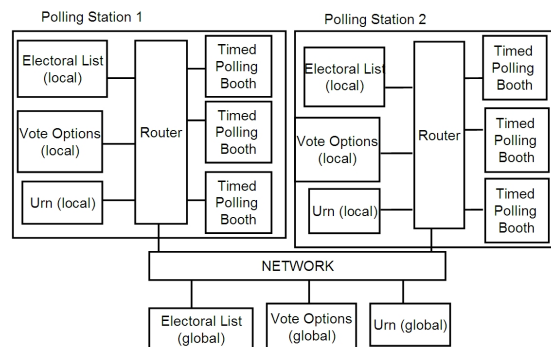 Polling Station 1
Electoral List
(local)
Vote Options
(local)
Urn (local)
Router
Timed
Polling
Booth
Timed
Polling
Booth
Timed
Polling
Booth
Polling Station 2
Electoral List
(local)
Vote Options
(local)
Urn (local)
Router
Timed
Polling
Booth
Timed
Polling
Booth
Timed
Polling
Booth
NETWORK
Electoral List
(global)
Vote Options
(global)
Urn (global)